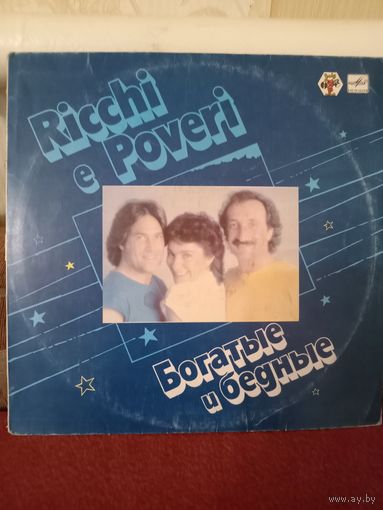 Ricchi
e Poveri
Богатые
и бедные
www.ay.by